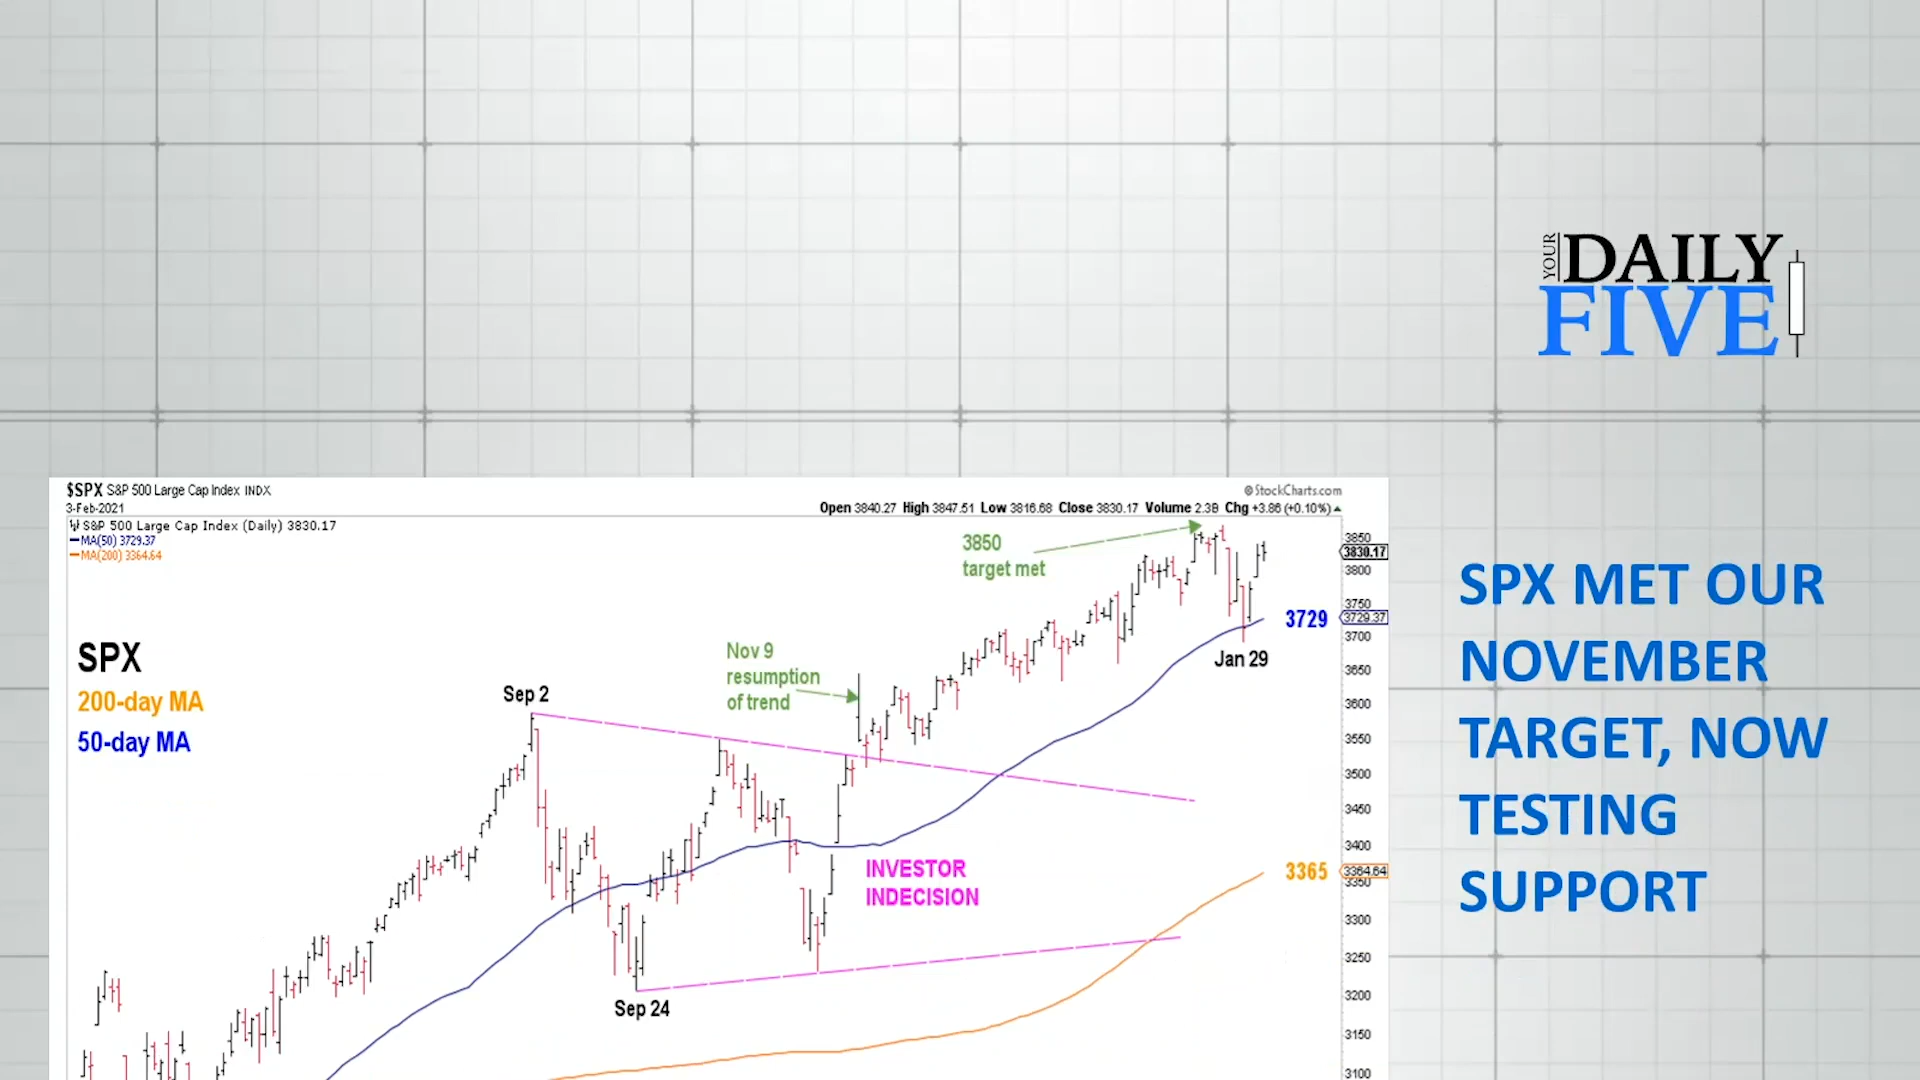 YOUR
DAILY
FIVE
$SPX S&P 500 Large Cap Index INDX
© StockCharts.com
3-Feb-2021
Open 3840.27 High 3847.51 Low 3816.68 Close 3830.17 Volume 2.3B Chg +3.86 (+0.10%)
S&P 500 Large Cap Index (Daily) 3830.17
MA(50) 3729.37
MA(200) 3364.64
SPX
200-day MA
50-day MA
Sep 2
Sep 24
Nov 9
resumption
of trend
3850
target met
INVESTOR
INDECISION
Jan 29
3729
3365
3850
3830.17
3800
3750
3729.37
3700
3650
3600
3550
3500
3450
3400
3364.64
3350
3300
3250
3200
3150
3100
SPX MET OUR
NOVEMBER
TARGET, NOW
TESTING
SUPPORT